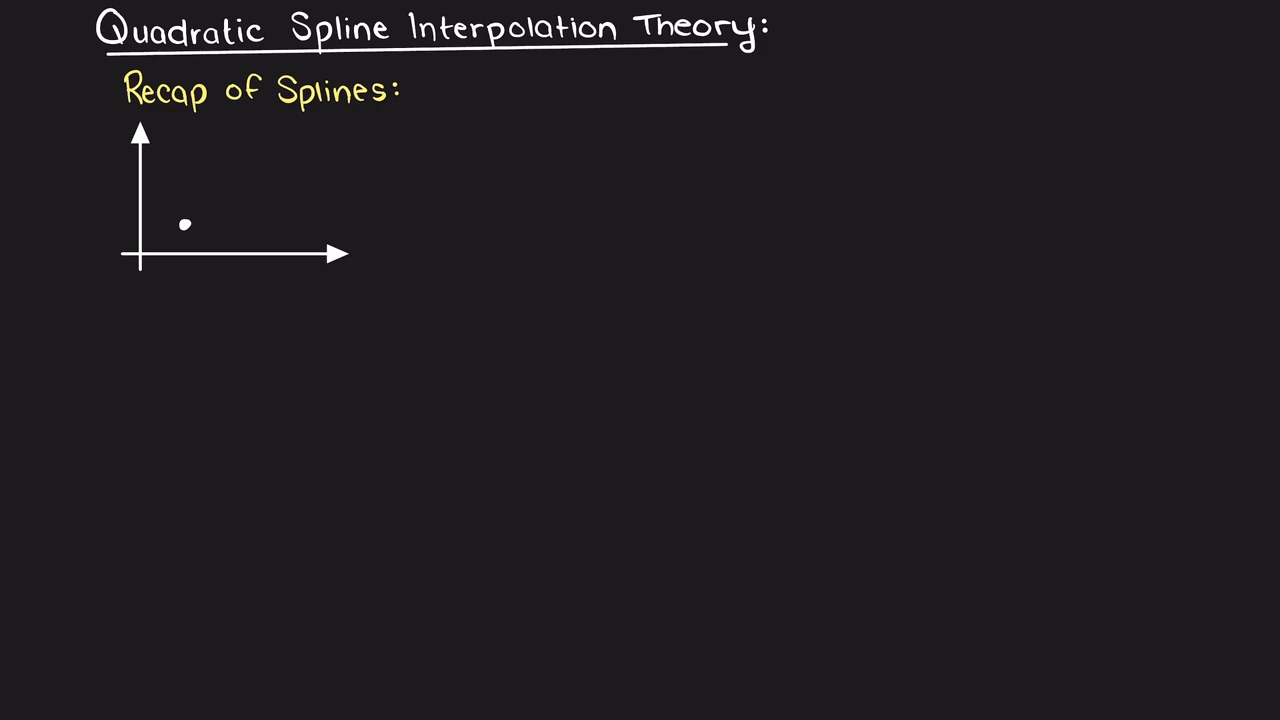 Quadratic Spline Interpolation Theory:
Recap of Splines: